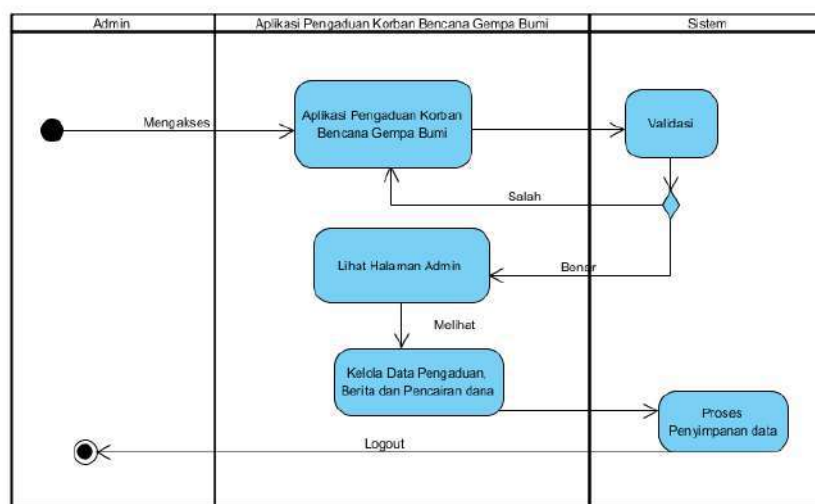 Admin
Aplikasi Pengaduan Korban Bencana Gempa Bumi
Sistem
Mengakses
Aplikasi Pengaduan Korban
Bencana Gempa Bumi
Validasi
Salah
Lihat Halaman Admin
Benar
Melihat
Kelola Data Pengaduan,
Berita dan Pencairan dana
Proses
Penyimpanan data
Logout